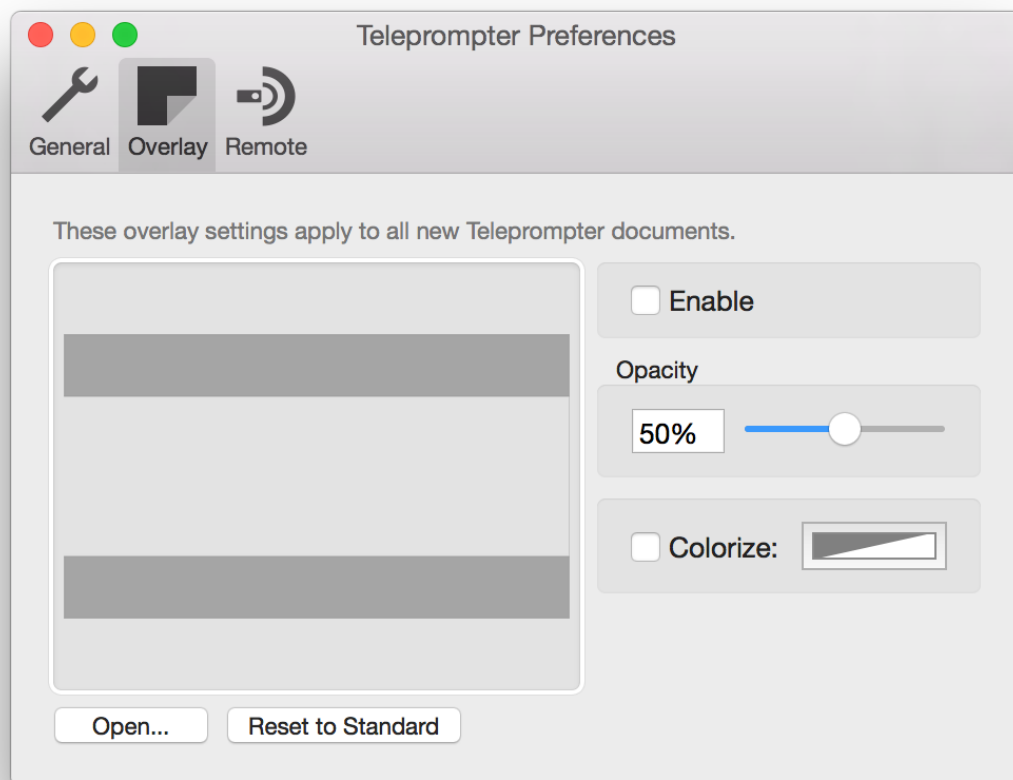 Teleprompter Preferences
General Overlay Remote
These overlay settings apply to all new Teleprompter documents.
Enable
Opacity
50%
Colorize:
Open... Reset to Standard